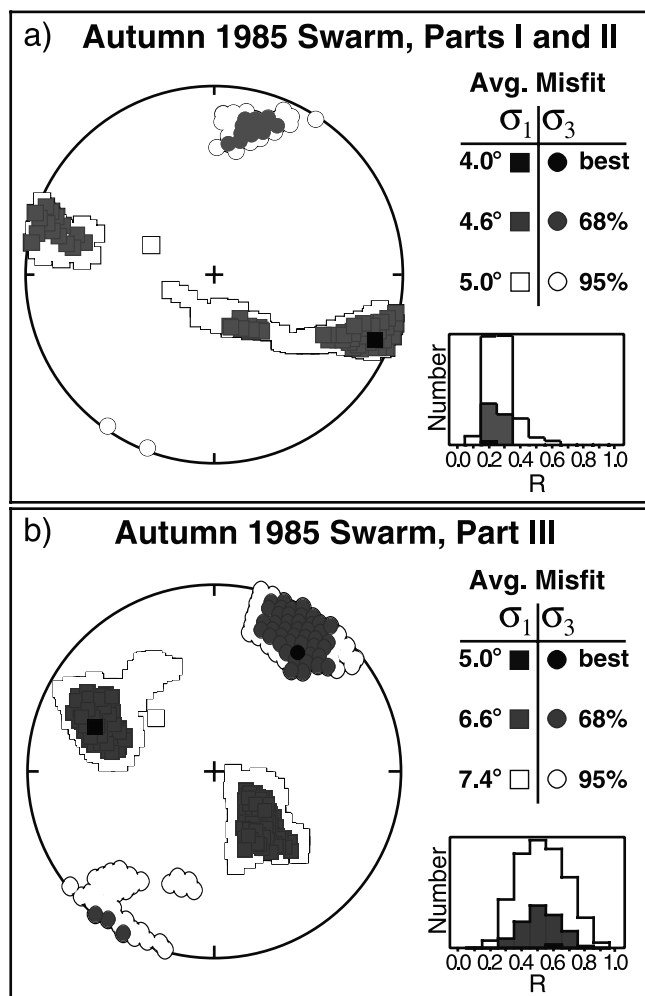 a) Autumn 1985 Swarm, Parts I and II
Avg. Misfit
σ1 σ3
4.0° best
4.6° 68%
5.0° 95%
Number
0.0 0.2 0.4 0.6 0.8 1.0
R
b) Autumn 1985 Swarm, Part III
Avg. Misfit
σ1 σ3
5.0° best
6.6° 68%
7.4° 95%
Number
0.0 0.2 0.4 0.6 0.8 1.0
R